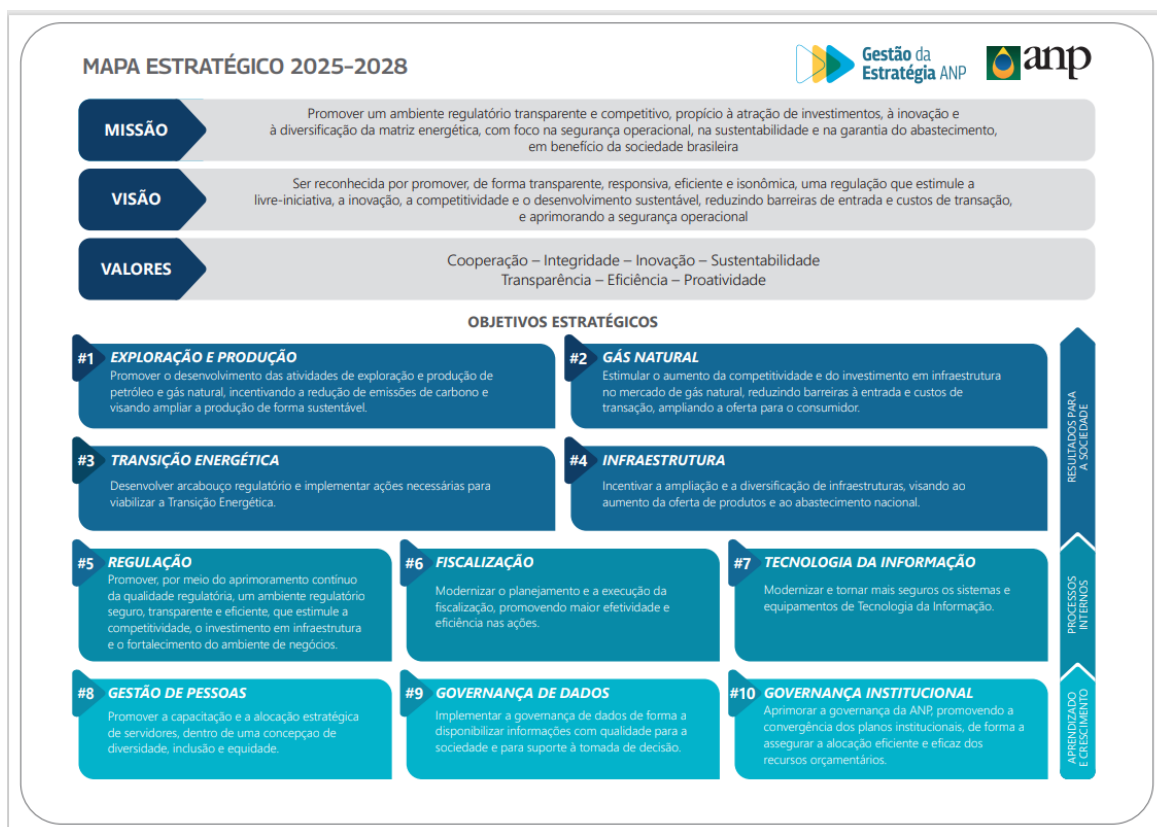 MAPA ESTRATÉGICO 2025–2028
Gestão da
Estratégia ANP
anp
MISSÃO
Promover um ambiente regulatório transparente e competitivo, propício à atração de investimentos, à inovação e
à diversificação da matriz energética, com foco na segurança operacional, na sustentabilidade e na garantia do abastecimento,
em benefício da sociedade brasileira
VISÃO
Ser reconhecida por promover, de forma transparente, responsiva, eficiente e isonômica, uma regulação que estimule a
livre-iniciativa, a inovação, a competitividade e o desenvolvimento sustentável, reduzindo barreiras de entrada e custos de transação,
e aprimorando a segurança operacional
VALORES
Cooperação – Integridade – Inovação – Sustentabilidade
Transparência – Eficiência – Proatividade
OBJETIVOS ESTRATÉGICOS
#1 EXPLORAÇÃO E PRODUÇÃO
Promover o desenvolvimento das atividades de exploração e produção de
petróleo e gás natural, incentivando a redução de emissões de carbono e
visando ampliar a produção de forma sustentável.
#2 GÁS NATURAL
Estimular o aumento da competitividade e do investimento em infraestrutura
no mercado de gás natural, reduzindo barreiras à entrada e custos de
transação, ampliando a oferta para o consumidor.
#3 TRANSIÇÃO ENERGÉTICA
Desenvolver arcabouço regulatório e implementar ações necessárias para
viabilizar a Transição Energética.
#4 INFRAESTRUTURA
Incentivar a ampliação e a diversificação de infraestruturas, visando ao
aumento da oferta de produtos e ao abastecimento nacional.
RESULTADOS PARA
A SOCIEDADE
#5 REGULAÇÃO
Promover, por meio do aprimoramento contínuo
da qualidade regulatória, um ambiente regulatório
seguro, transparente e eficiente, que estimule a
competitividade, o investimento em infraestrutura
e o fortalecimento do ambiente de negócios.
#6 FISCALIZAÇÃO
Modernizar o planejamento e a execução da
fiscalização, promovendo maior efetividade e
eficiência nas ações.
#7 TECNOLOGIA DA INFORMAÇÃO
Modernizar e tornar mais seguros os sistemas e
equipamentos de Tecnologia da Informação.
PROCESSOS
INTERNOS
#8 GESTÃO DE PESSOAS
Promover a capacitação e a alocação estratégica
de servidores, dentro de uma concepçao de
diversidade, inclusão e equidade.
#9 GOVERNANÇA DE DADOS
Implementar a governança de dados de forma a
disponibilizar informações com qualidade para a
sociedade e para suporte à tomada de decisão.
#10 GOVERNANÇA INSTITUCIONAL
Aprimorar a governança da ANP, promovendo a
convergência dos planos institucionais, de forma a
assegurar a alocação eficiente e eficaz dos
recursos orçamentários.
APRENDIZADO
E CRESCIMENTO